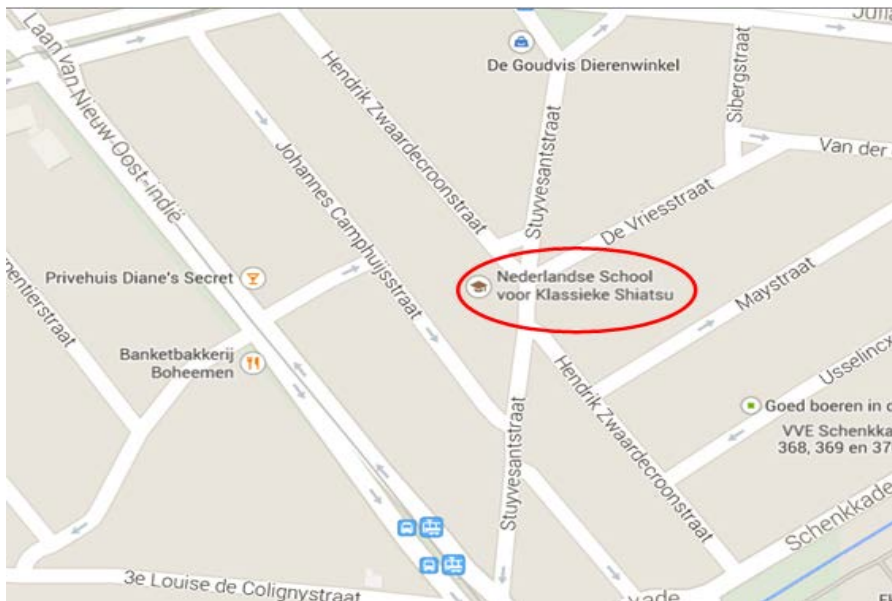 Laan van Nieuw Oost-Indië
Hendrik Zwaardecroonstraat
De Goudvis Dierenwinkel
Sibergstraat
Van der
Johannes Camphuijsstraat
Stuyvesantstraat
De Vriesstraat
Privehuis Diane's Secret
Nederlandse School
voor Klassieke Shiatsu
Maystraat
Banketbakkerij
Boheemen
Hendrik Zwaardecroonstraat
Goed boeren in
VVE Schenkka
368, 369 en 37
Stuyvesantstraat
Schenkkade
3e Louise de Colignystraat